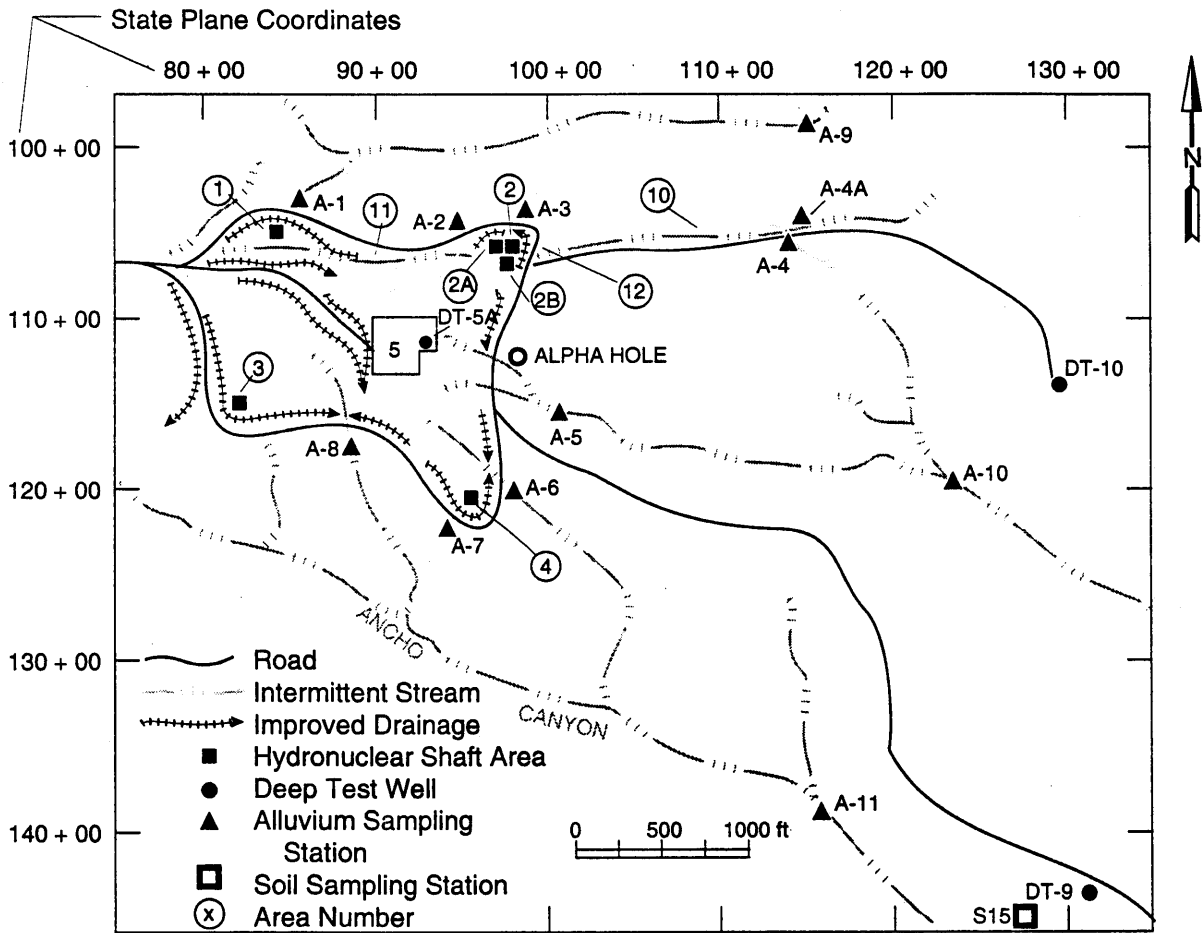 State Plane Coordinates
80 + 00 90 + 00 100 + 00 110 + 00 120 + 00 130 + 00
N
100 + 00
A-9
1
A-1
11
A-2
2
A-3
10
A-4A
A-4
2A
2B
12
110 + 00
DT-5A
5
ALPHA HOLE
DT-10
3
A-8
A-5
A-10
120 + 00
A-6
A-7
4
ANCHO
CANYON
130 + 00
Road
Intermittent Stream
Improved Drainage
Hydronuclear Shaft Area
Deep Test Well
Alluvium Sampling
Station
Soil Sampling Station
x Area Number
140 + 00
0 500 1000 ft
A-11
DT-9
S15